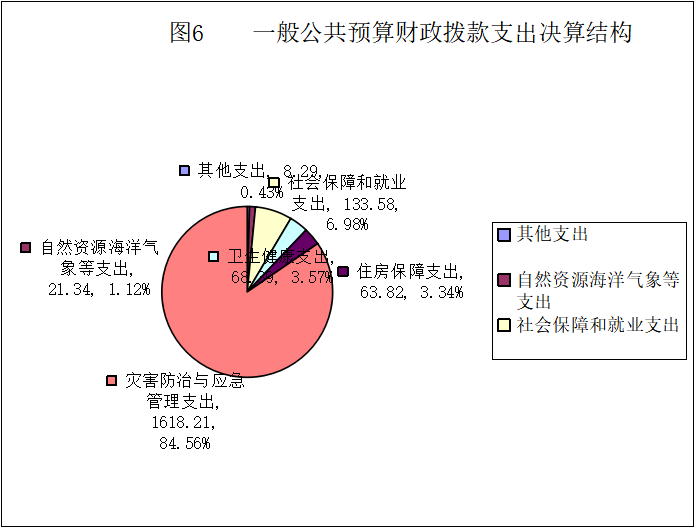 图6 一般公共预算财政拨款支出决算结构
其他支出, 8.29,
0.43%
社会保障和就业
支出, 133.58,
6.98%
自然资源海洋气
象等支出,
21.34, 1.12%
卫生健康支出,
3.57%
住房保障支出,
63.82, 3.34%
灾害防治与应急
管理支出,
1618.21,
84.56%
其他支出
自然资源海洋气象等
支出
社会保障和就业支出